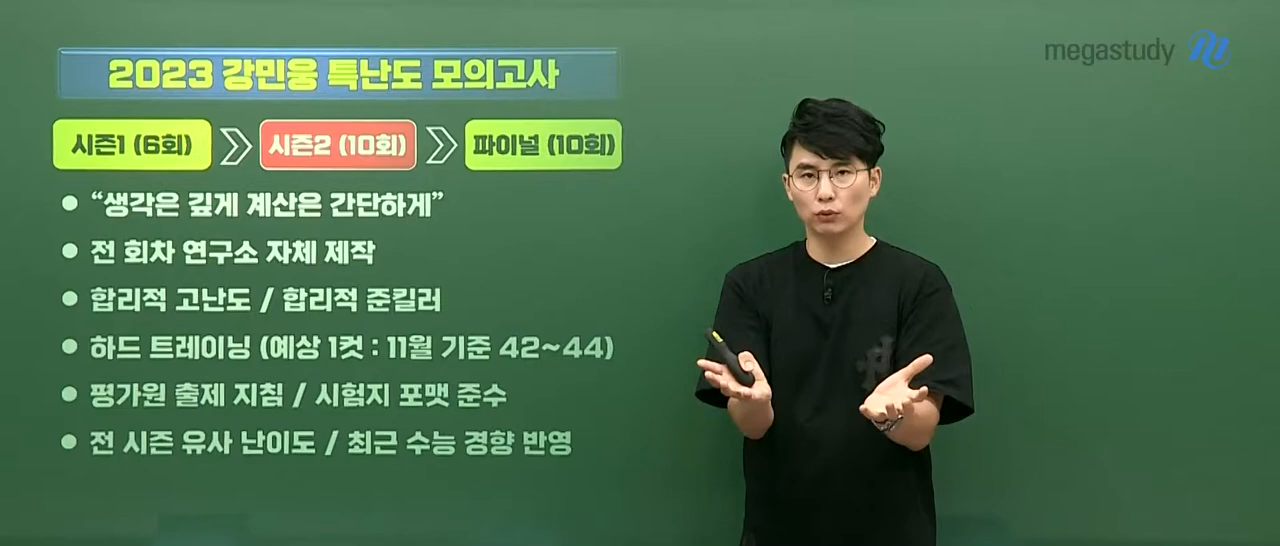 megastudy
2023 강민웅 특난도 모의고사
시즌1 (6회) 시즌2 (10회) 파이널 (10회)
“생각은 깊게 계산은 간단하게”
전 회차 연구소 자체 제작
합리적 고난도 / 합리적 준킬러
하드 트레이닝 (예상 1컷 : 11월 기준 42~44)
평가원 출제 지침 / 시험지 포맷 준수
전 시즌 유사 난이도 / 최근 수능 경향 반영